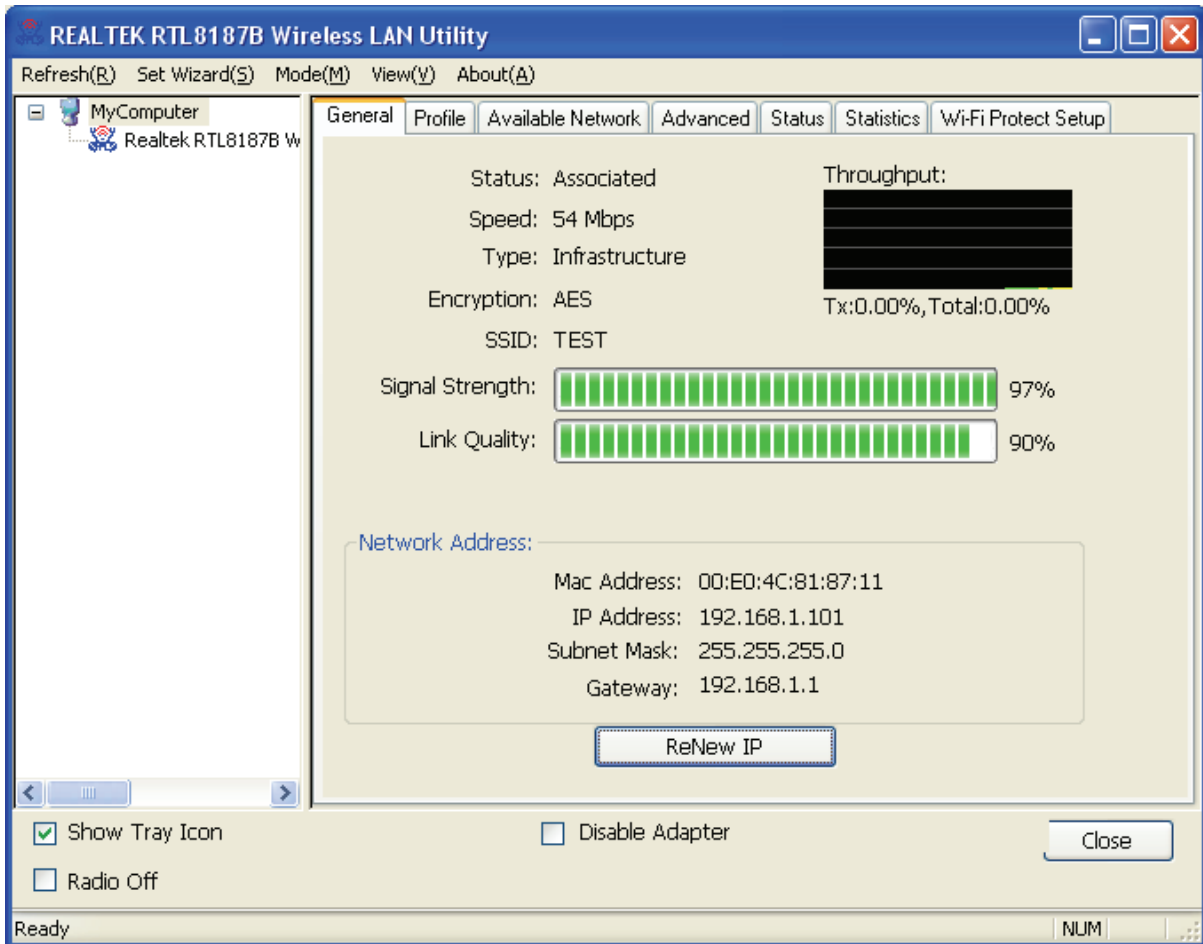 REALTEK RTL8187B Wireless LAN Utility
Refresh(R) Set Wizard(S) Mode(M) View(V) About(A)
MyComputer
Realtek RTL8187B W
General Profile Available Network Advanced Status Statistics Wi-Fi Protect Setup
Status: Associated
Speed: 54 Mbps
Type: Infrastructure
Encryption: AES
SSID: TEST
Throughput:
Tx:0.00%,Total:0.00%
Signal Strength: 97%
Link Quality: 90%
Network Address:
Mac Address: 00:E0:4C:81:87:11
IP Address: 192.168.1.101
Subnet Mask: 255.255.255.0
Gateway: 192.168.1.1
ReNew IP
Show Tray Icon
Disable Adapter
Close
Radio Off
Ready
NUM